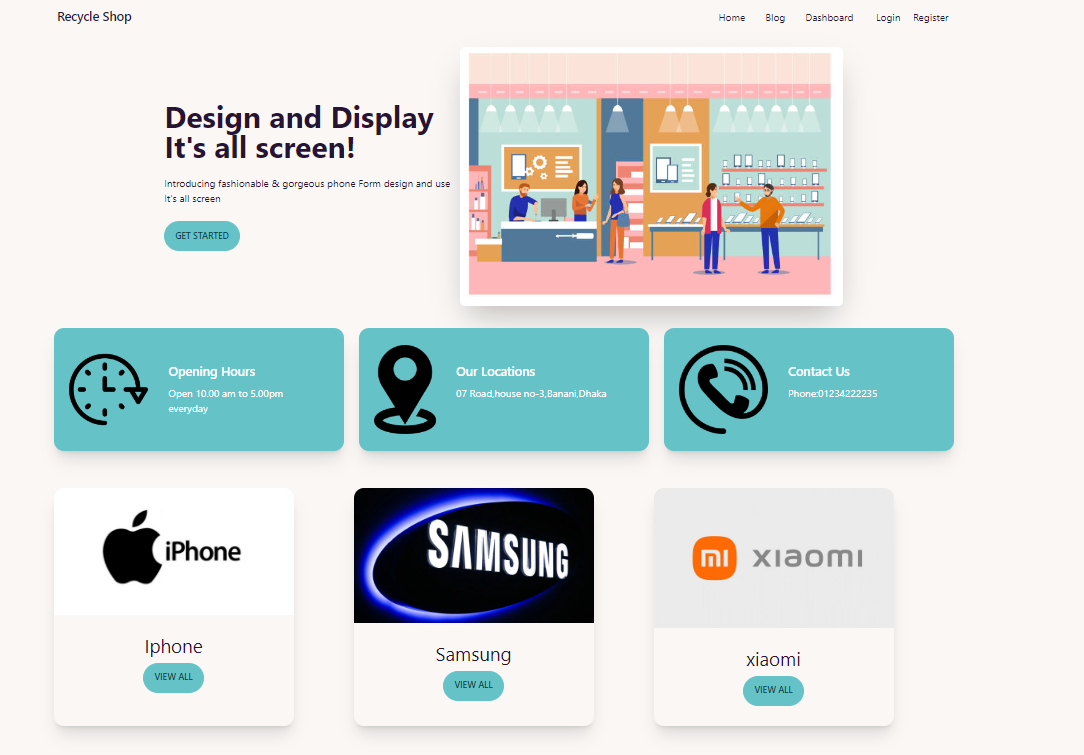 Recycle Shop
Home Blog Dashboard Login Register
Design and Display
It's all screen!
Introducing fashionable & gorgeous phone Form design and use
It's all screen
GET STARTED
Opening Hours
Open 10.00 am to 5.00pm
everyday
Our Locations
07 Road,house no-3,Banani,Dhaka
Contact Us
Phone:01234222235
iPhone
SAMSUNG
mi xiaomi
Iphone
VIEW ALL
Samsung
VIEW ALL
xiaomi
VIEW ALL